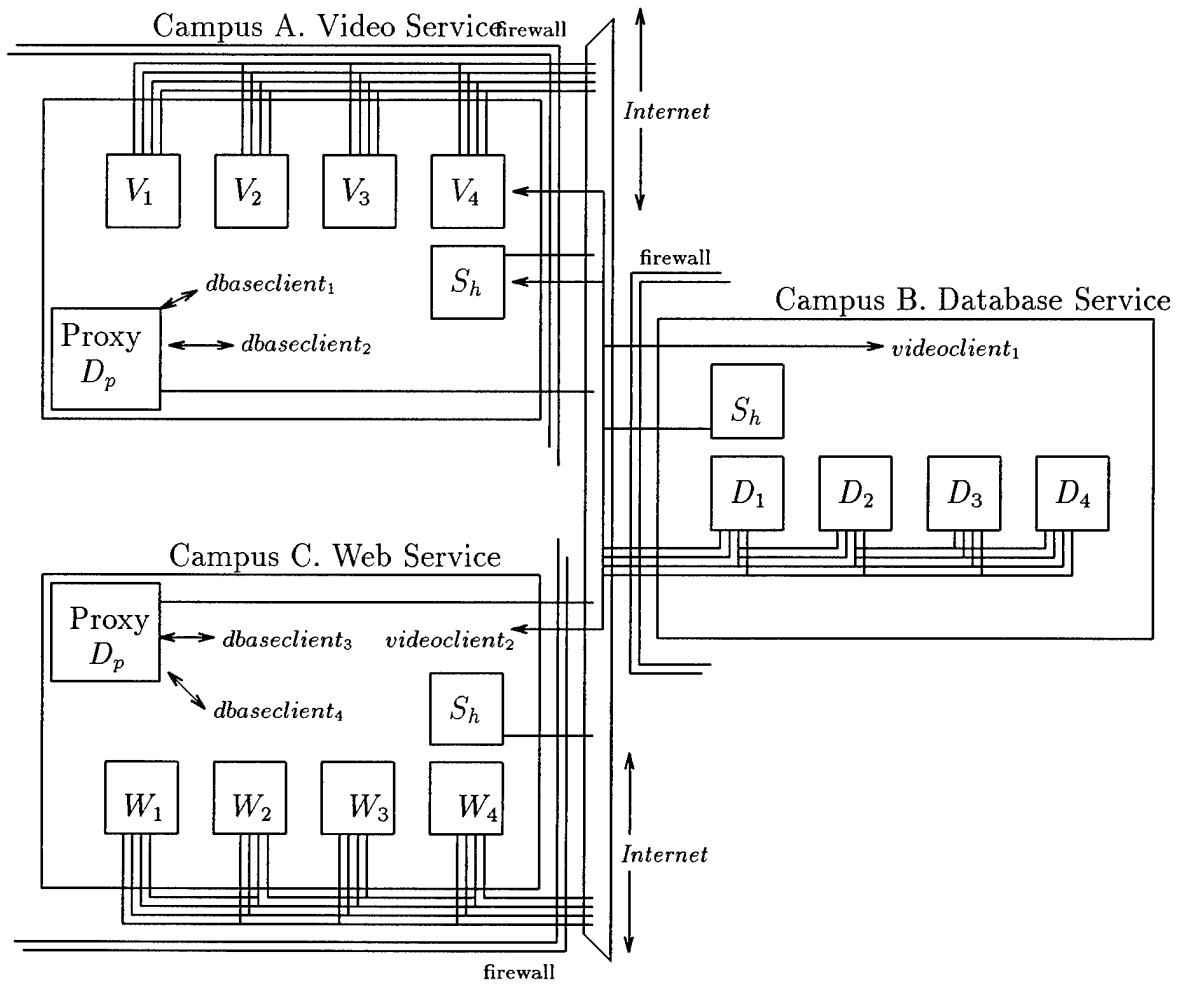 Campus A. Video Service
firewall
Internet
V1 V2 V3 V4
Sh
dbaseclient1
Proxy
Dp
dbaseclient2
firewall
Campus B. Database Service
videoclient1
Sh
D1 D2 D3 D4
Campus C. Web Service
Proxy
Dp
dbaseclient3
videoclient2
dbaseclient4
Sh
W1 W2 W3 W4
Internet
firewall